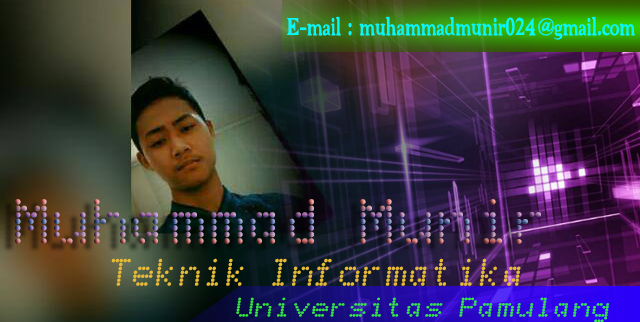 E-mail : muhammadmunir024@gmail.com
Muhammad Munir
Teknik Informatika
Universitas Pamulang